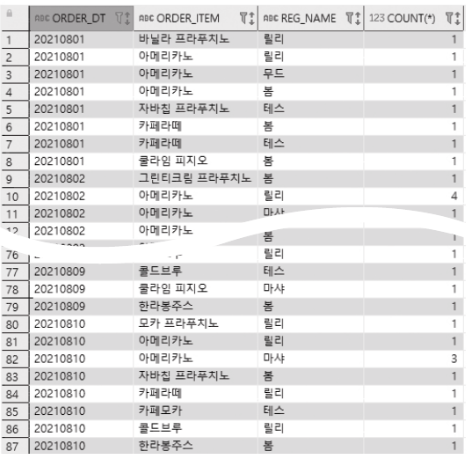 ABC ORDER_DT ABC ORDER_ITEM ABC REG_NAME 123 COUNT(*)
1 20210801 바닐라 프라푸치노 릴리 1
2 20210801 아메리카노 릴리 1
3 20210801 아메리카노 무드 1
4 20210801 아메리카노 봄 1
5 20210801 자바칩 프라푸치노 테스 1
6 20210801 카페라떼 봄 1
7 20210801 카페라떼 테스 1
8 20210801 쿨라임 피지오 봄 1
9 20210802 그린티크림 프라푸치노 봄 1
10 20210802 아메리카노 릴리 4
11 20210802 아메리카노 마샤 1
12 20210802 아메리카노 봄 1
76 릴리 1
77 20210809 콜드브루 테스 1
78 20210809 쿨라임 피지오 마샤 1
79 20210809 한라봉주스 봄 1
80 20210810 모카 프라푸치노 릴리 1
81 20210810 아메리카노 릴리 1
82 20210810 아메리카노 마샤 3
83 20210810 자바칩 프라푸치노 봄 1
84 20210810 카페라떼 릴리 1
85 20210810 카페모카 테스 1
86 20210810 콜드브루 릴리 1
87 20210810 한라봉주스 봄 1